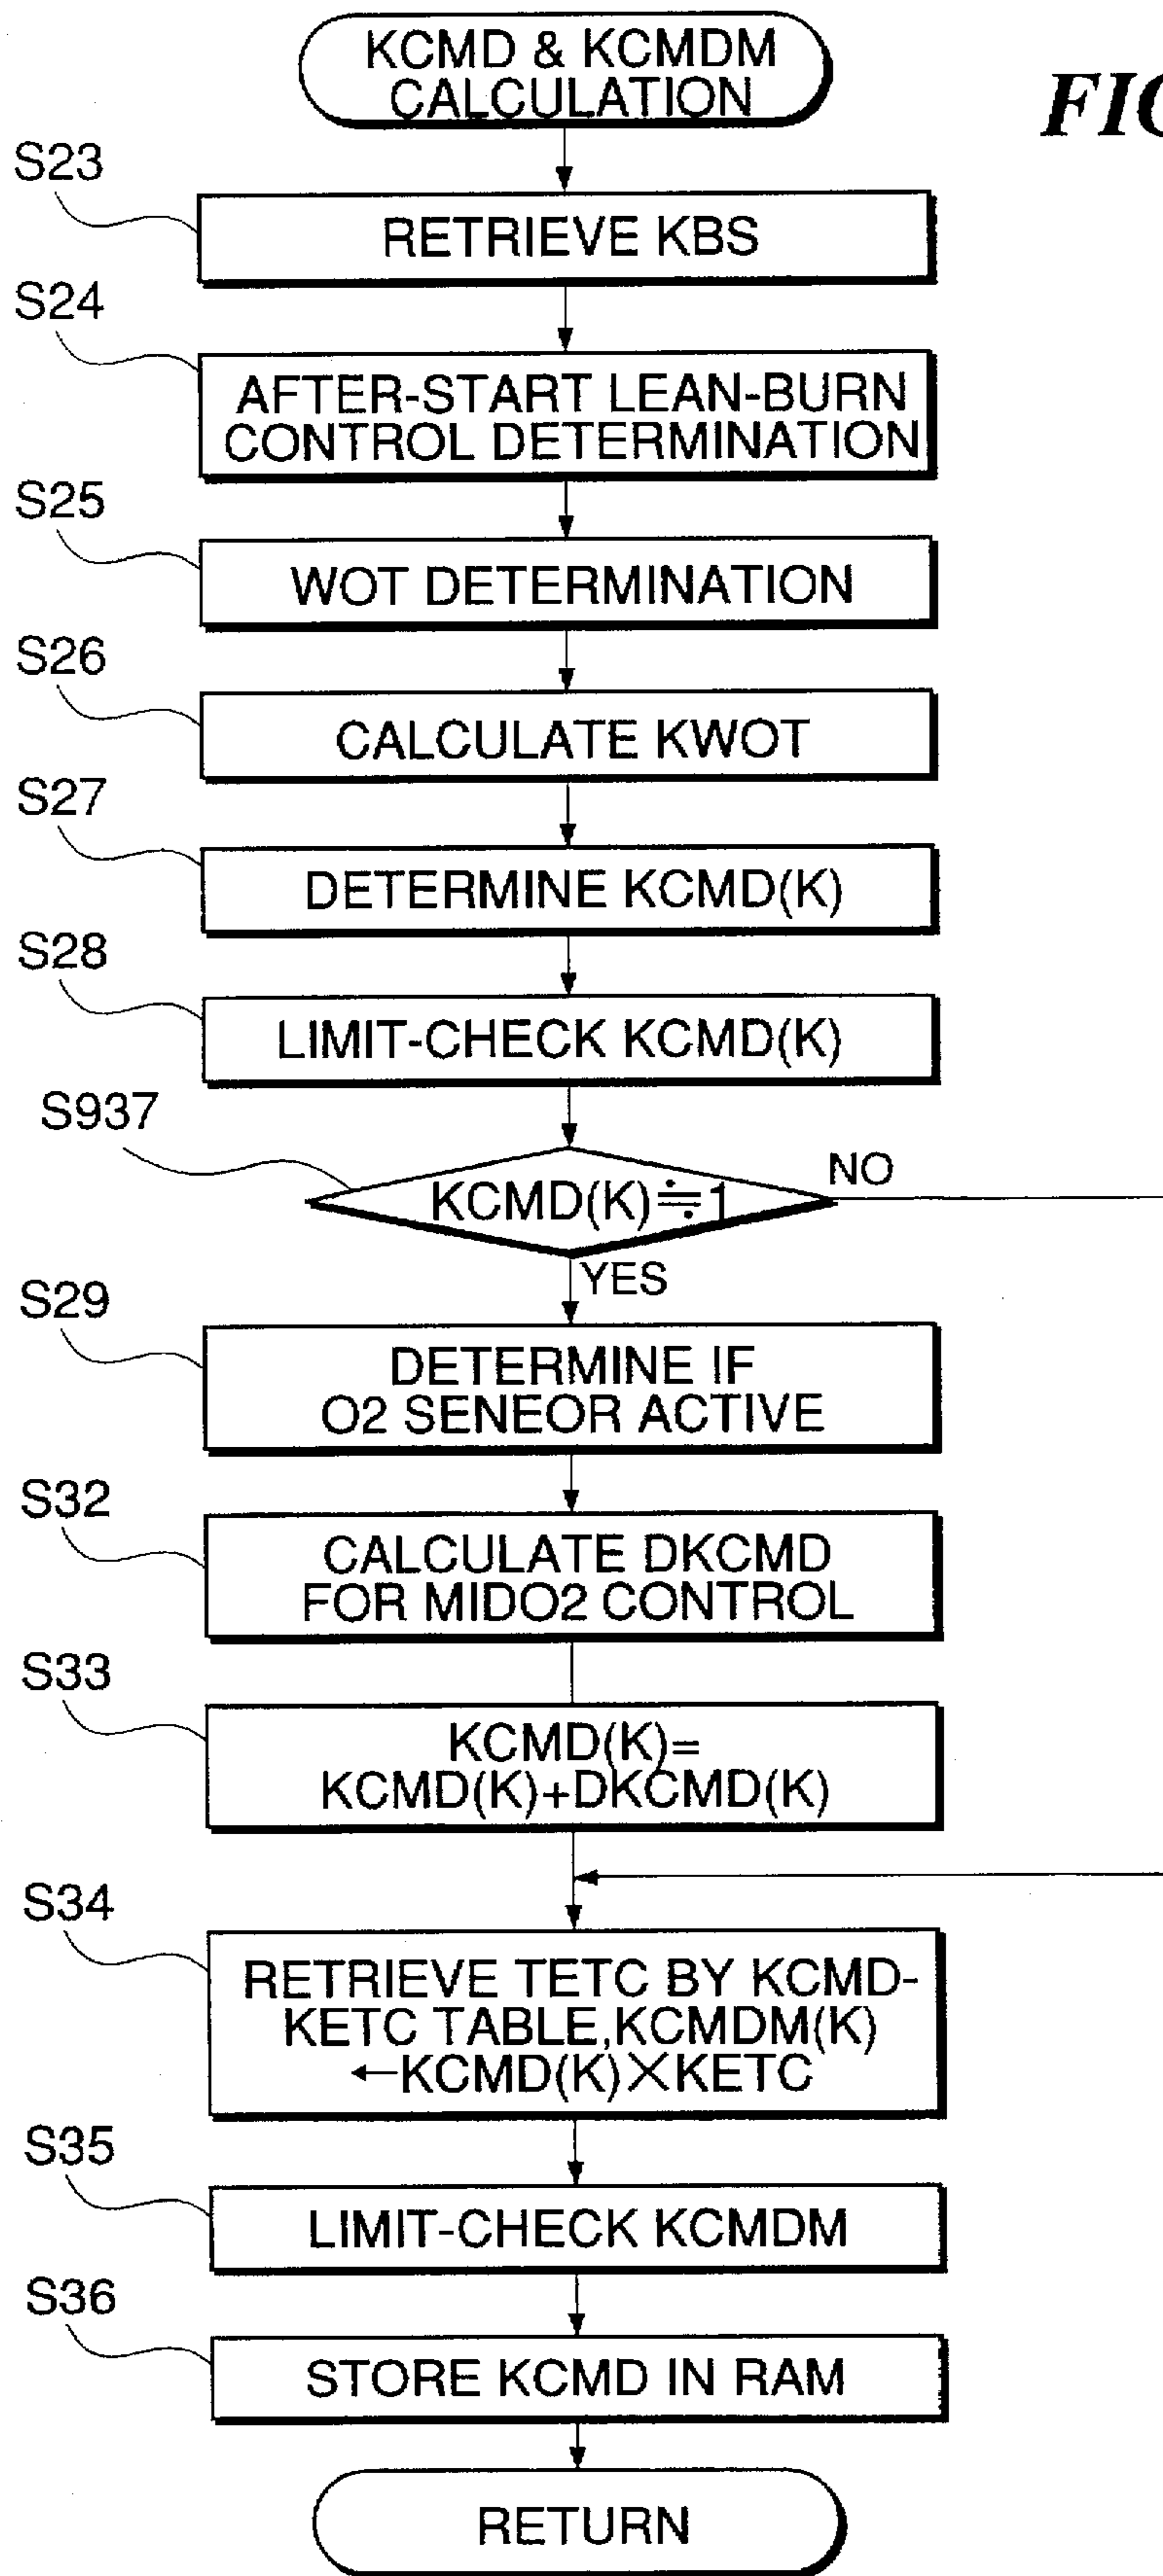 KCMD & KCMDM
CALCULATION
FIG
S23
RETRIEVE KBS
S24
AFTER-START LEAN-BURN
CONTROL DETERMINATION
S25
WOT DETERMINATION
S26
CALCULATE KWOT
S27
DETERMINE KCMD(K)
S28
LIMIT-CHECK KCMD(K)
S937
KCMD(K)≒1
NO
YES
S29
DETERMINE IF
O2 SENEOR ACTIVE
S32
CALCULATE DKCMD
FOR MIDO2 CONTROL
S33
KCMD(K)=
KCMD(K)+DKCMD(K)
S34
RETRIEVE TETC BY KCMD-
KETC TABLE,KCMDM(K)
←KCMD(K)×KETC
S35
LIMIT-CHECK KCMDM
S36
STORE KCMD IN RAM
RETURN